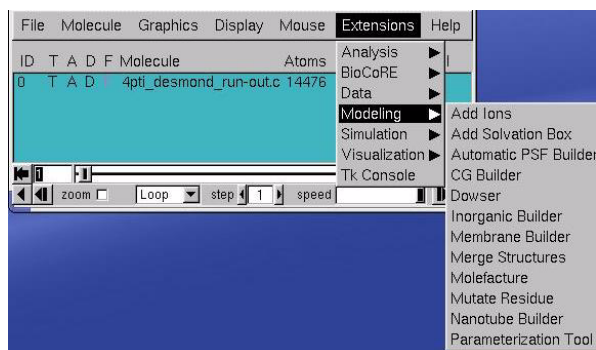 File Molecule Graphics Display Mouse Extensions Help
ID T A D F Molecule Atoms
0 T A D F 4pti_desmond_run-out.c 14476
1
zoom Loop step 1 speed
Analysis
BioCoRE
Data
Modeling
Simulation
Visualization
Tk Console
Add Ions
Add Solvation Box
Automatic PSF Builder
CG Builder
Dowser
Inorganic Builder
Membrane Builder
Merge Structures
Molefacture
Mutate Residue
Nanotube Builder
Parameterization Tool